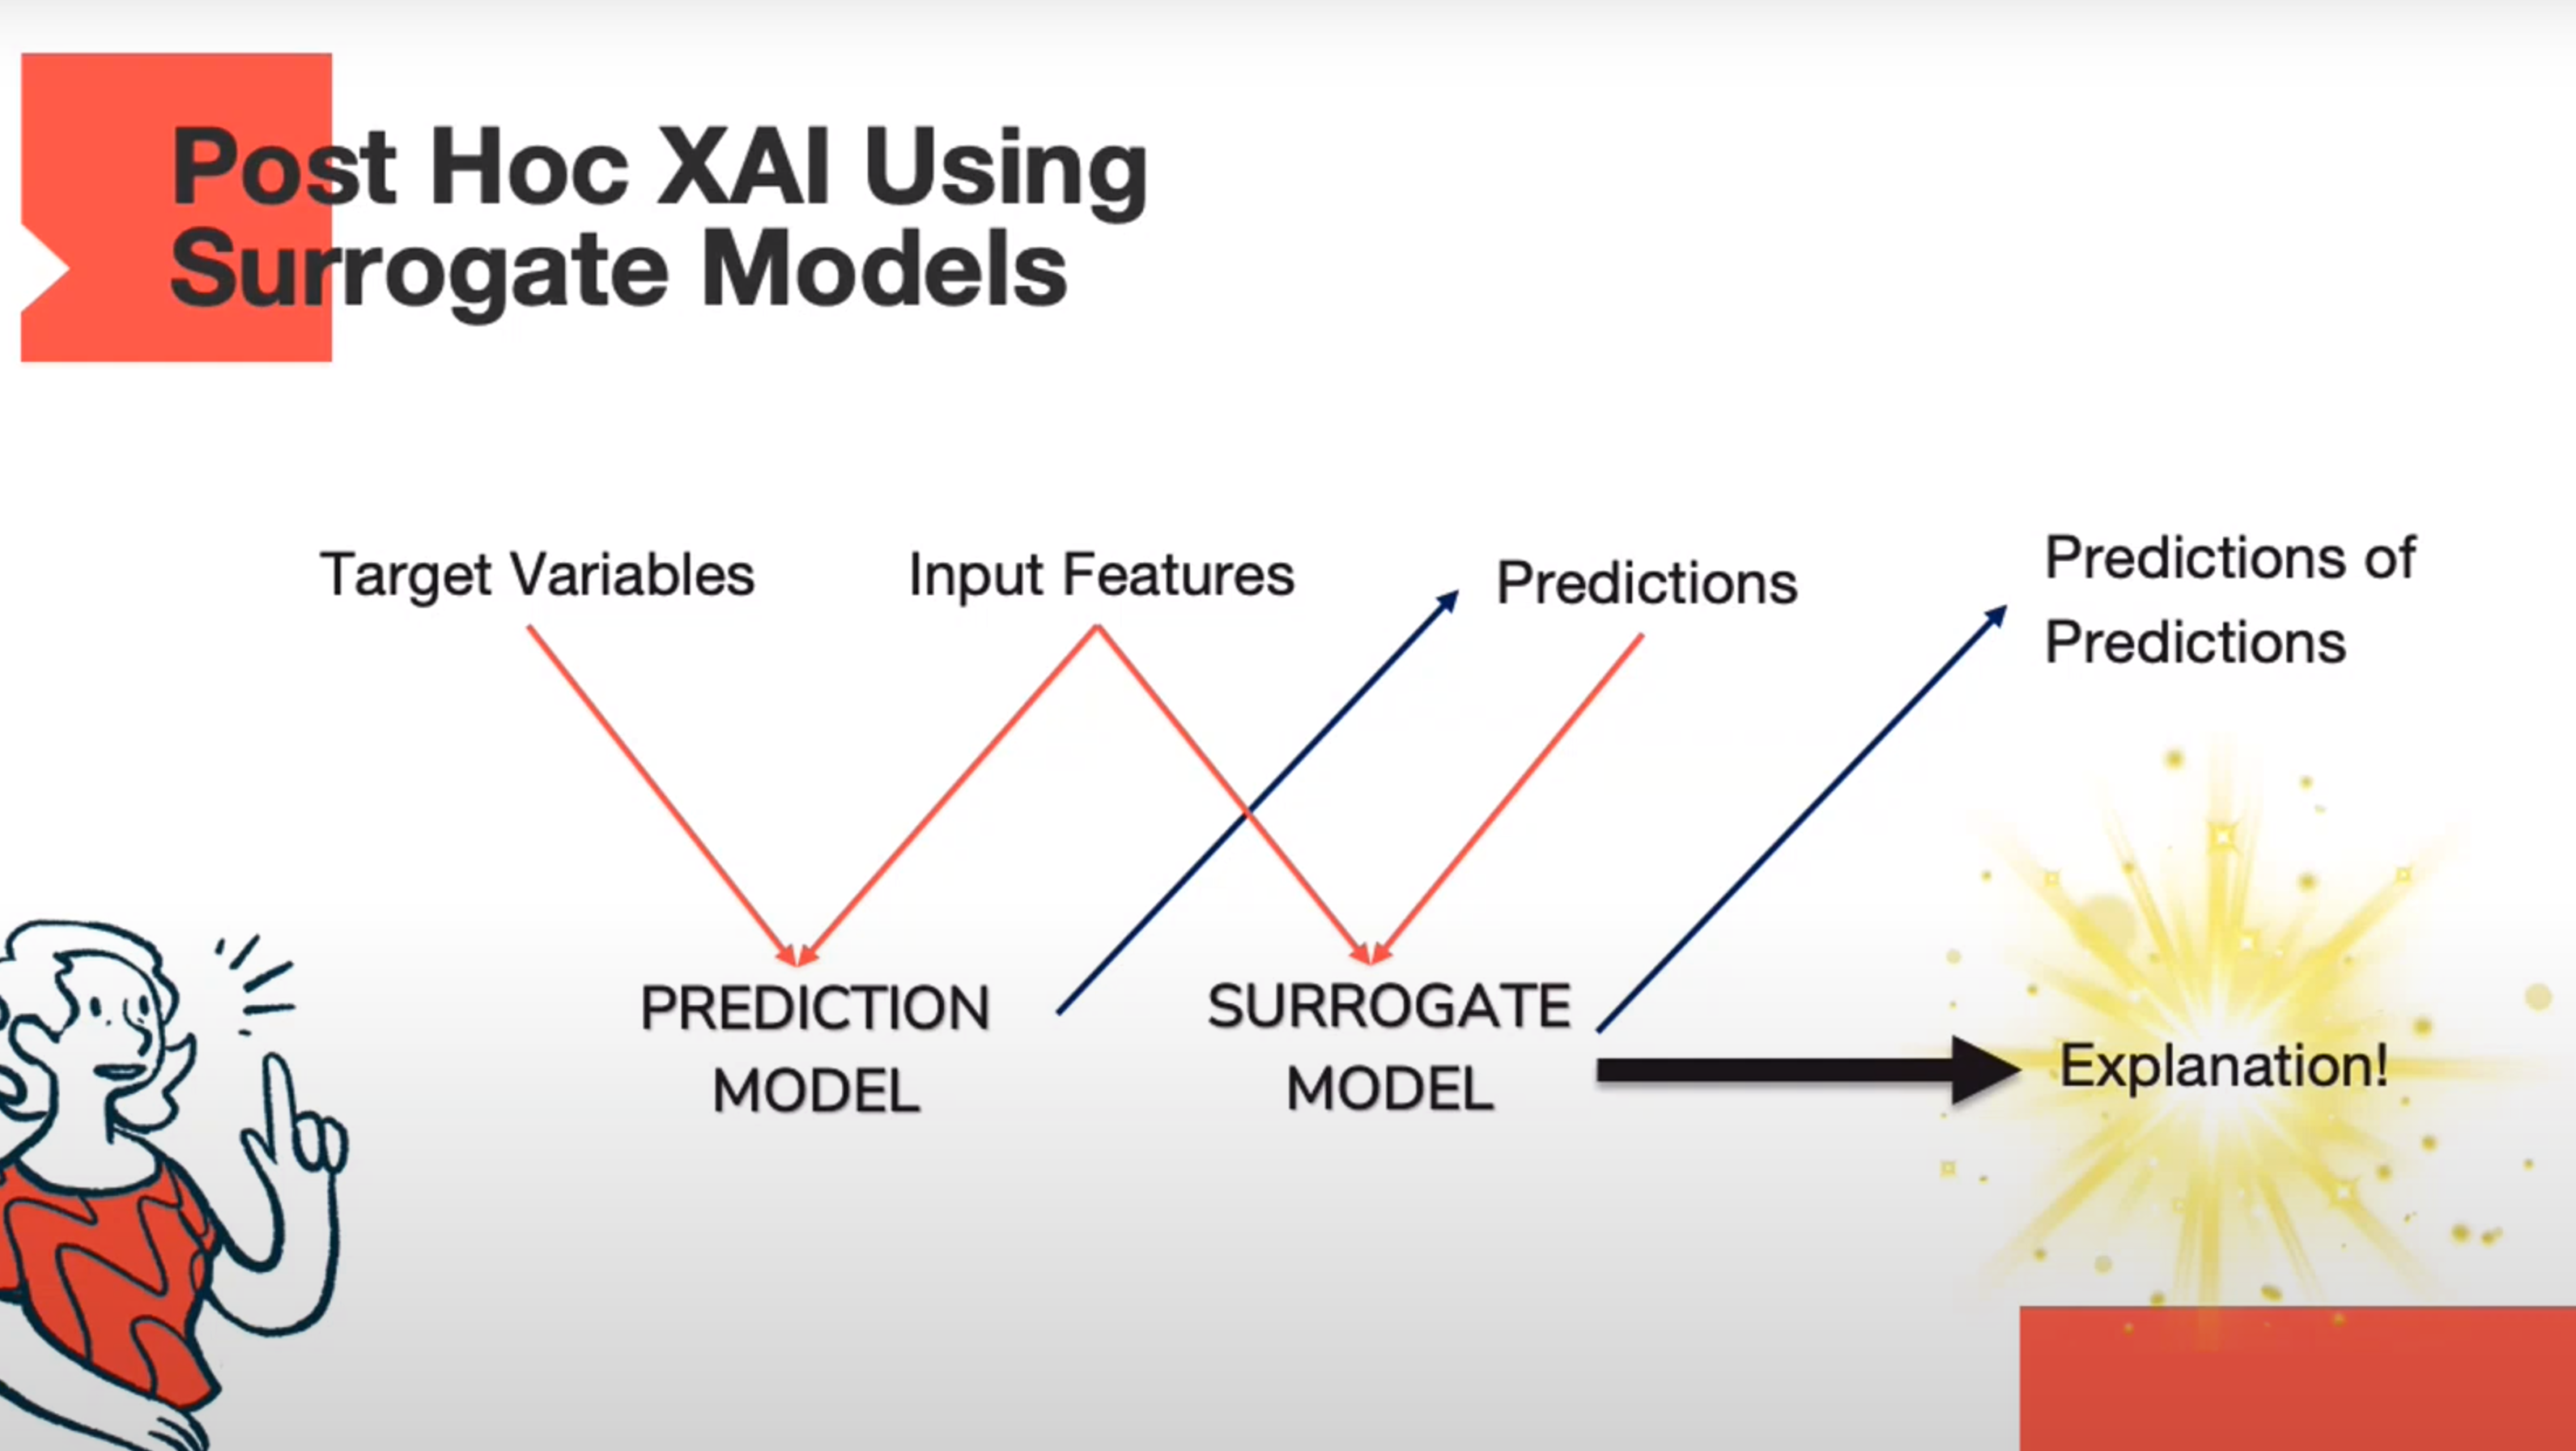 Post Hoc XAI Using
Surrogate Models
Target Variables
Input Features
Predictions
Predictions of
Predictions
PREDICTION
MODEL
SURROGATE
MODEL
Explanation!